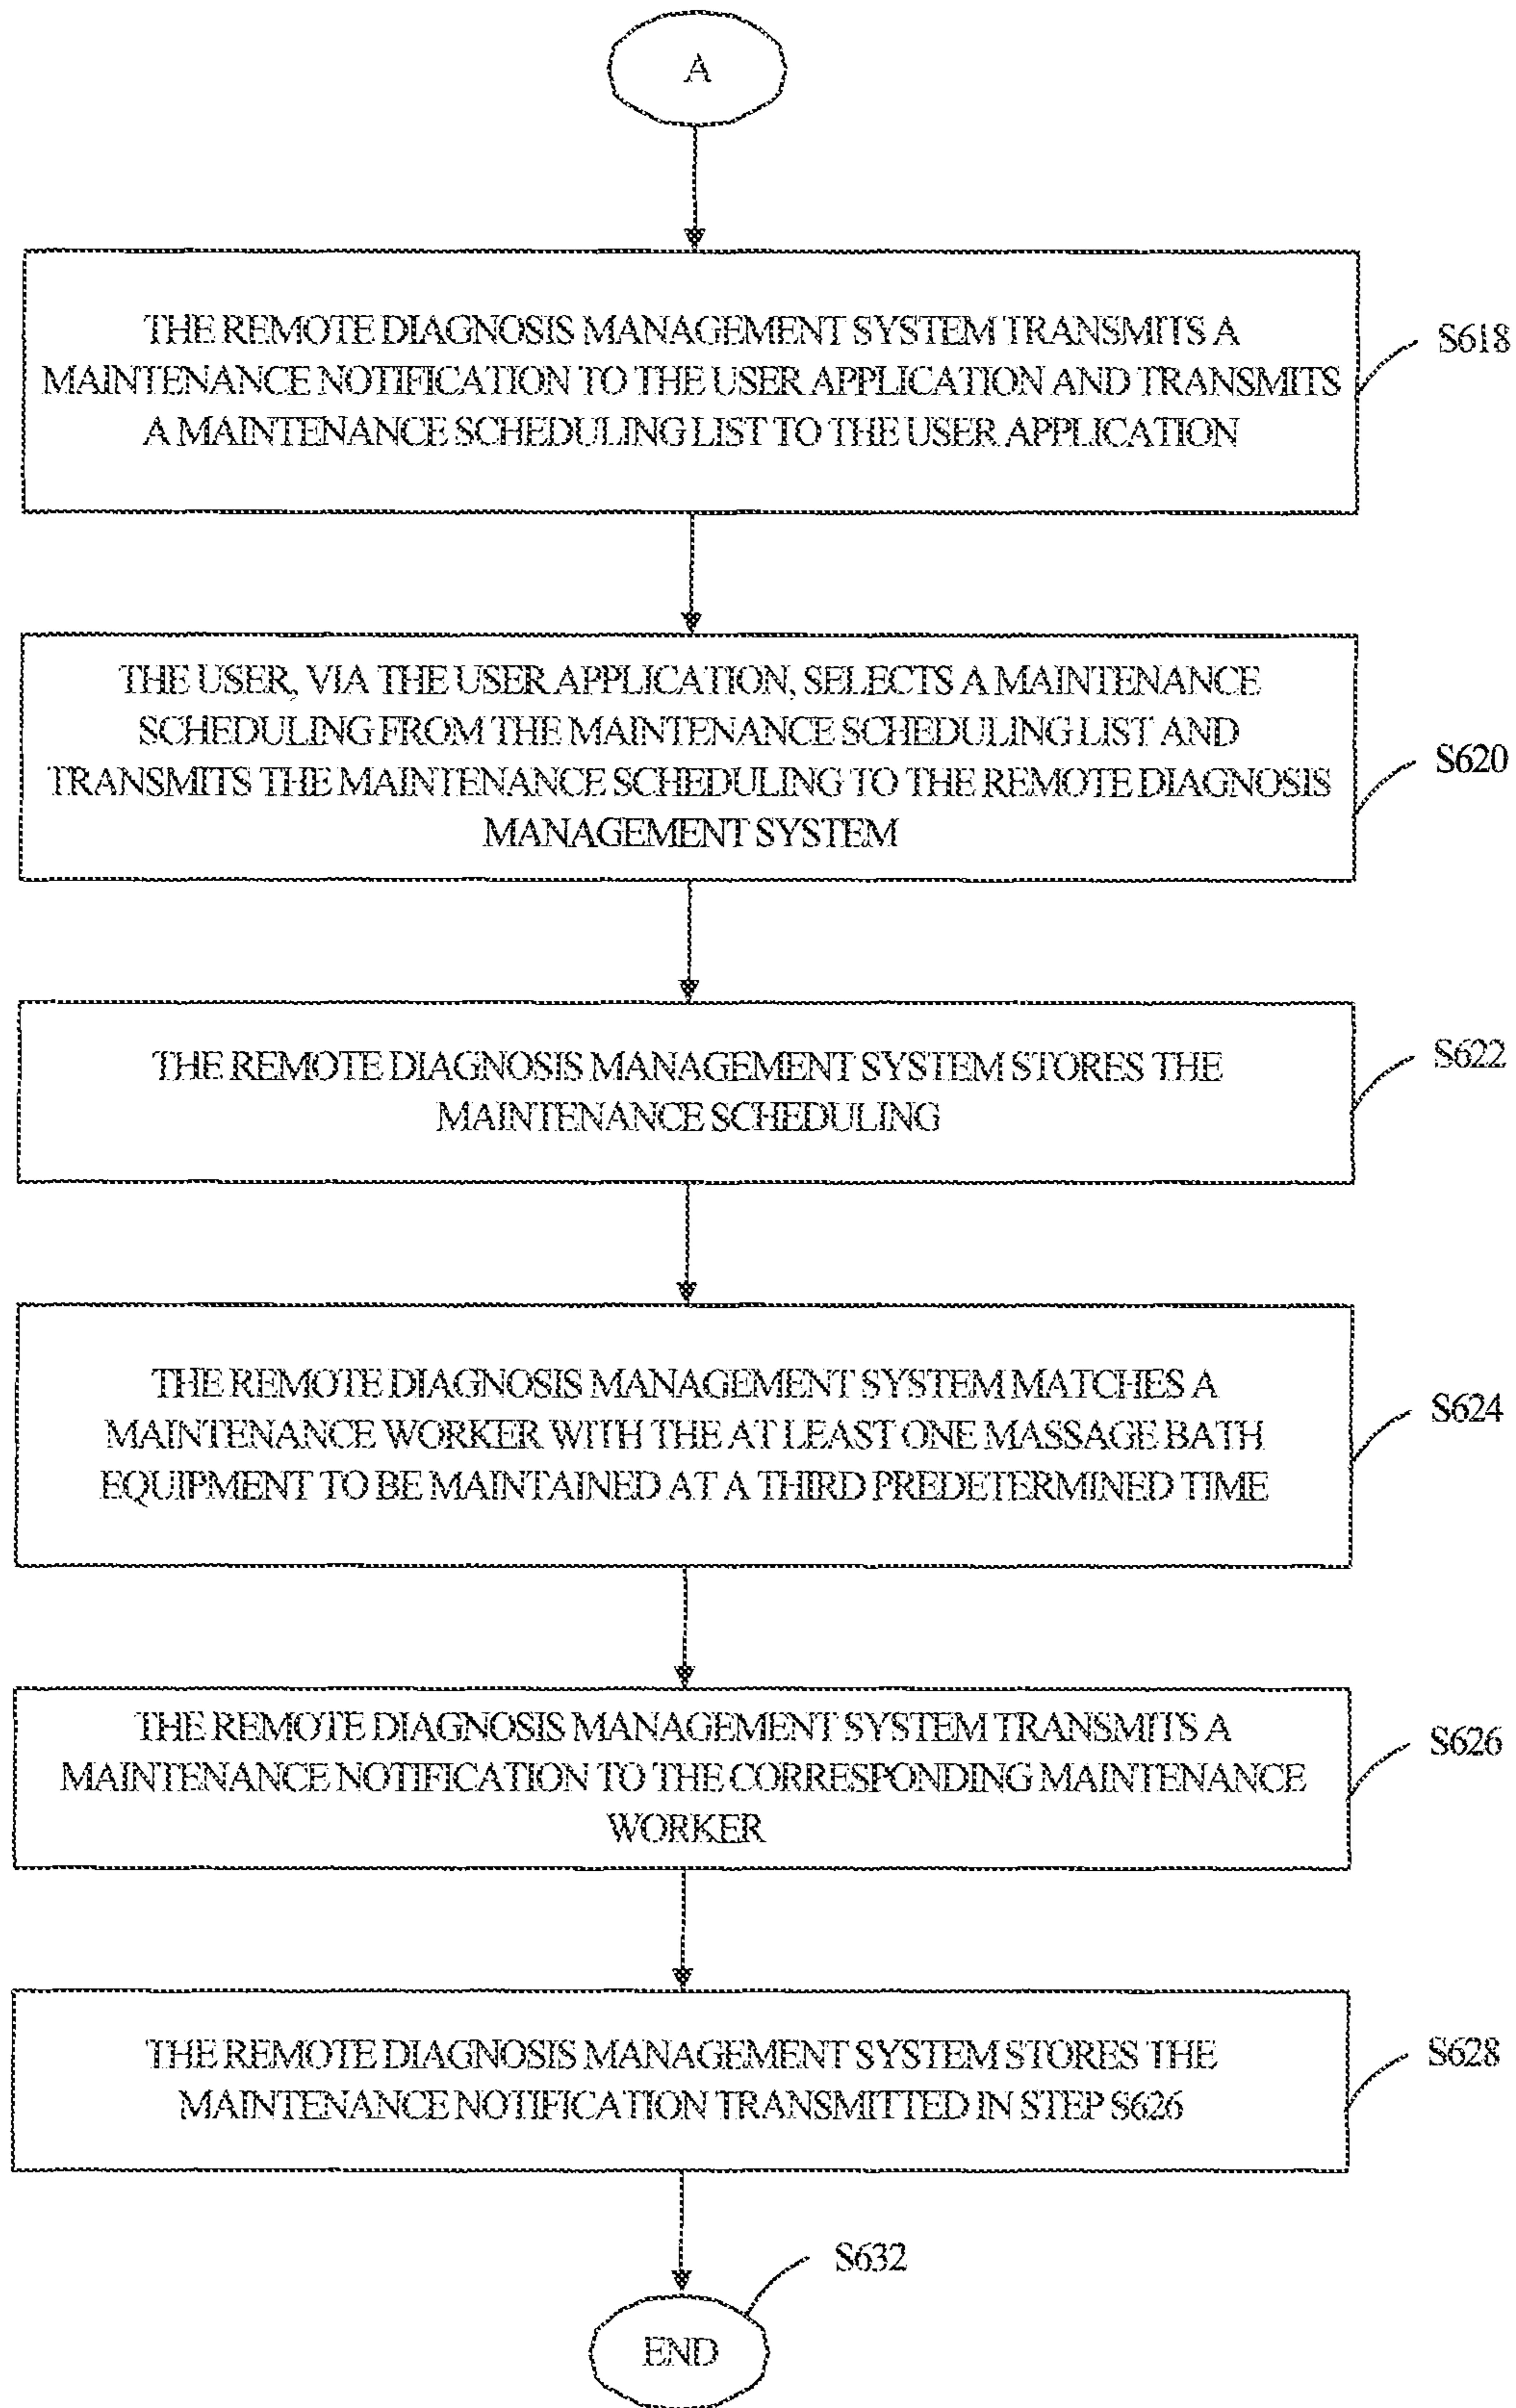 A
THE REMOTE DIAGNOSIS MANAGEMENT SYSTEM TRANSMITS A
MAINTENANCE NOTIFICATION TO THE USER APPLICATION AND TRANSMITS
A MAINTENANCE SCHEDULING LIST TO THE USER APPLICATION
S618
THE USER, VIA THE USER APPLICATION, SELECTS A MAINTENANCE
SCHEDULING FROM THE MAINTENANCE SCHEDULING LIST AND
TRANSMITS THE MAINTENANCE SCHEDULING TO THE REMOTE DIAGNOSIS
MANAGEMENT SYSTEM
S620
THE REMOTE DIAGNOSIS MANAGEMENT SYSTEM STORES THE
MAINTENANCE SCHEDULING
S622
THE REMOTE DIAGNOSIS MANAGEMENT SYSTEM MATCHES A
MAINTENANCE WORKER WITH THE AT LEAST ONE MASSAGE BATH
EQUIPMENT TO BE MAINTAINED AT A THIRD PREDETERMINED TIME
S624
THE REMOTE DIAGNOSIS MANAGEMENT SYSTEM TRANSMITS A
MAINTENANCE NOTIFICATION TO THE CORRESPONDING MAINTENANCE
WORKER
S626
THE REMOTE DIAGNOSIS MANAGEMENT SYSTEM STORES THE
MAINTENANCE NOTIFICATION TRANSMITTED IN STEP S626
S628
S632
END